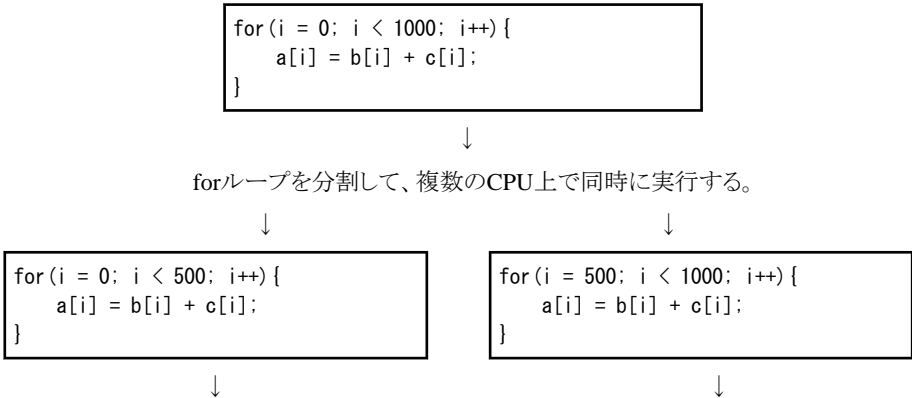 for(i = 0; i < 1000; i++){
a[i] = b[i] + c[i];
}
↓
forループを分割して、複数のCPU上で同時に実行する。
↓ ↓
for(i = 0; i < 500; i++){
a[i] = b[i] + c[i];
}
for(i = 500; i < 1000; i++){
a[i] = b[i] + c[i];
}
↓ ↓